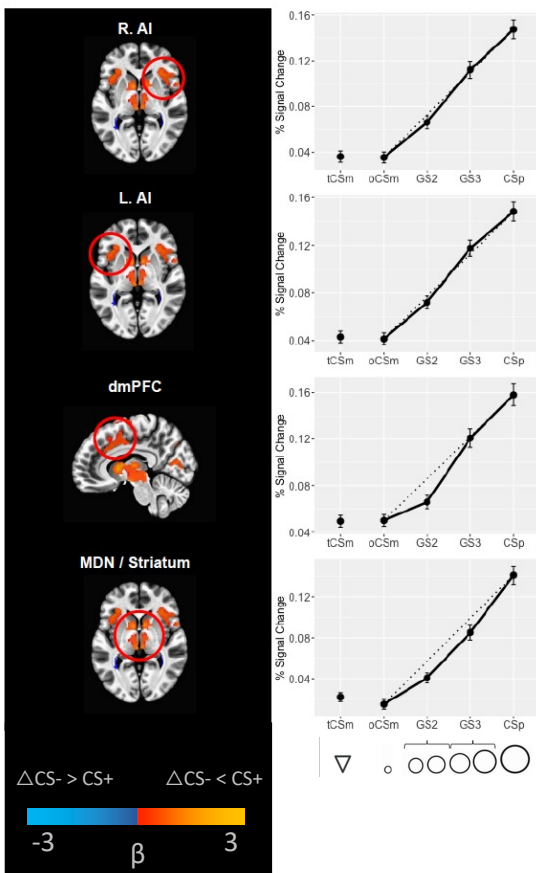 R. AI
% Signal Change
0.16
0.12
0.08
0.04
tCSm oCSm GS2 GS3 CSp
L. AI
% Signal Change
0.16
0.12
0.08
0.04
tCSm oCSm GS2 GS3 CSp
dmPFC
% Signal Change
0.16
0.12
0.08
0.04
tCSm oCSm GS2 GS3 CSp
MDN / Striatum
% Signal Change
0.12
0.08
0.04
tCSm oCSm GS2 GS3 CSp
△CS- > CS+ △CS- < CS+
-3 β 3